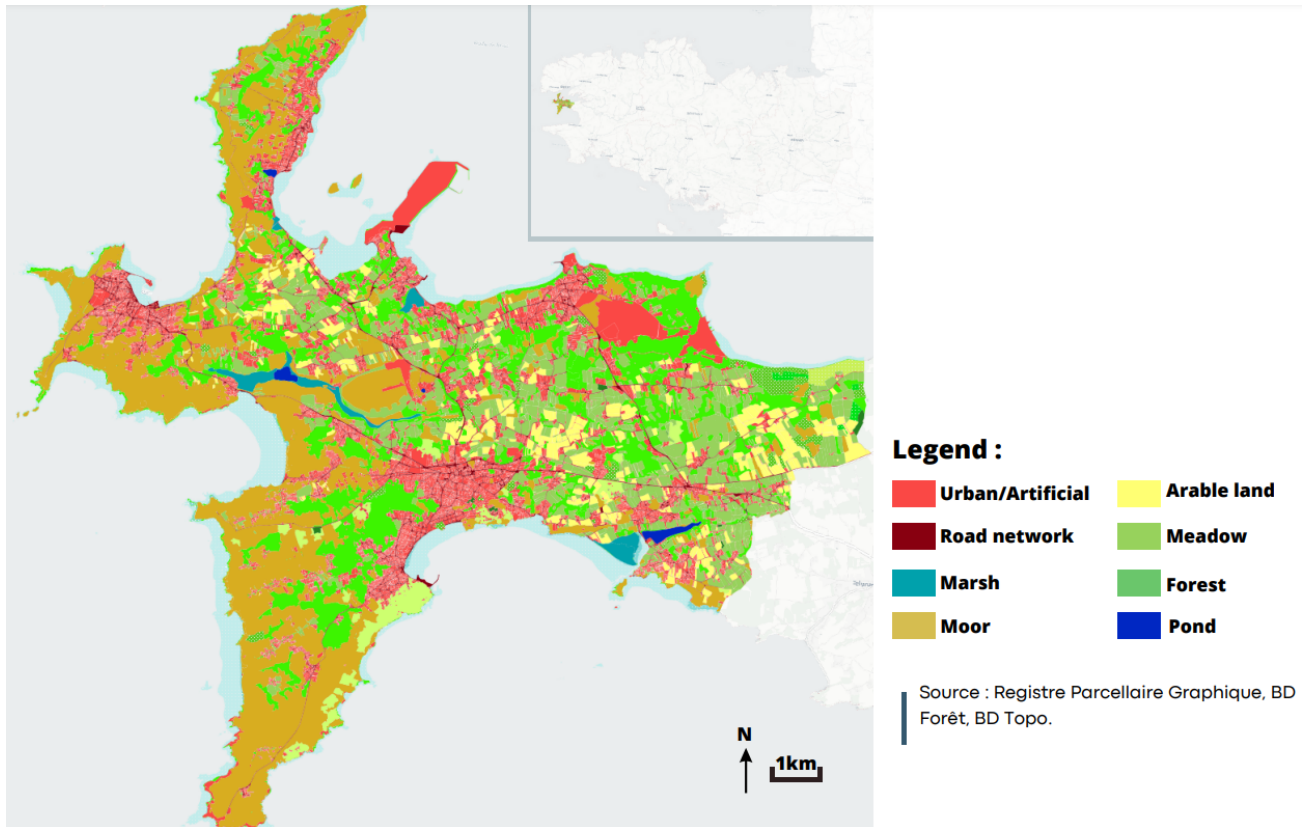 N
1km
Legend :
Urban/Artificial
Arable land
Road network
Meadow
Marsh
Forest
Moor
Pond
Source : Registre Parcellaire Graphique, BD
Forêt, BD Topo.